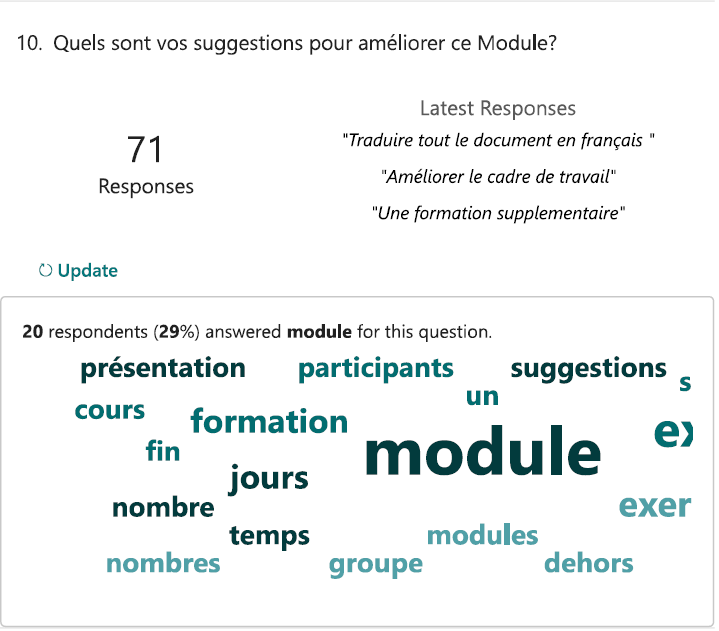 10. Quels sont vos suggestions pour améliorer ce Module?
71
Responses
Latest Responses
"Traduire tout le document en français "
"Améliorer le cadre de travail"
"Une formation supplementaire"
Update
20 respondents (29%) answered module for this question.
présentation participants suggestions s
cours formation un
fin module
jours
nombre exer
temps modules
nombres groupe dehors